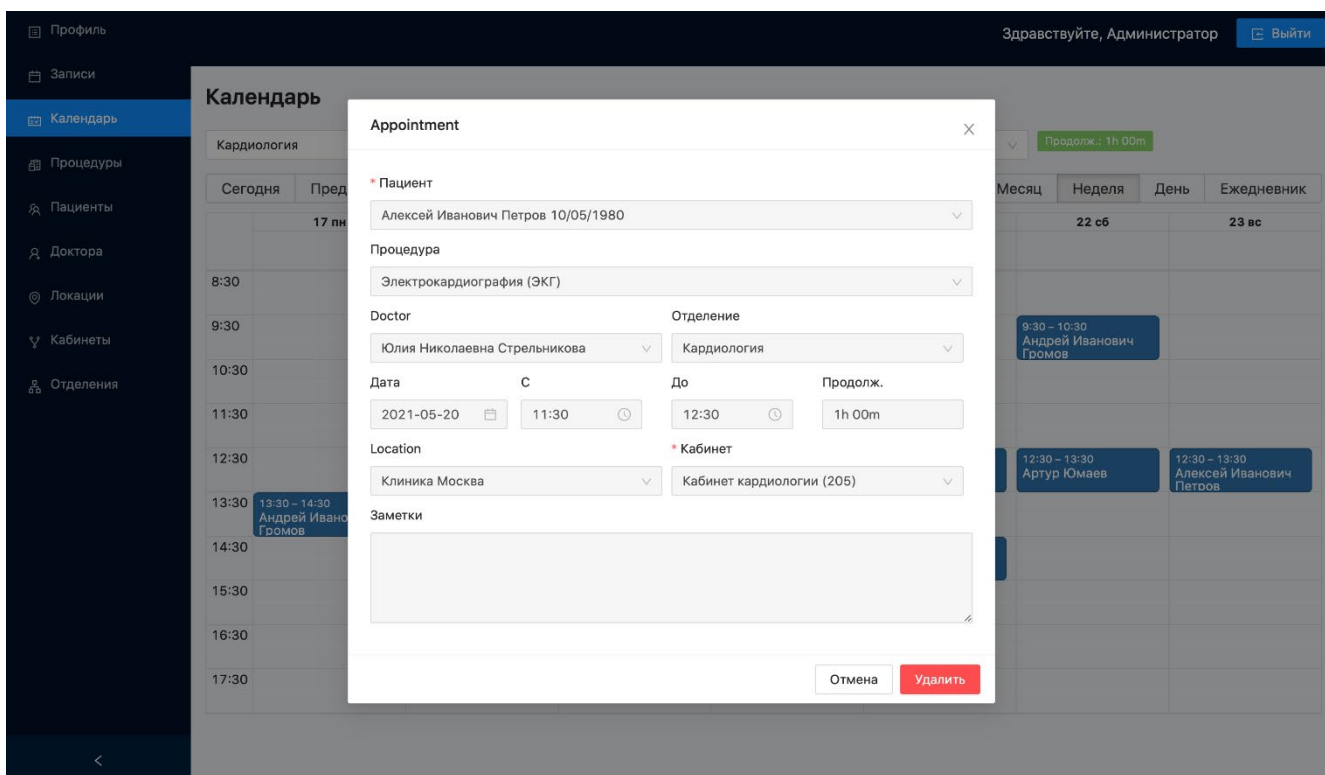 Профиль
Здравствуйте, Администратор
Выйти
Записи
Календарь
Процедуры
Пациенты
Доктора
Локации
Кабинеты
Отделения
Календарь
Кардиология
Продолж.: 1h 00m
Сегодня
Пред
Месяц
Неделя
День
Ежедневник
17 пн
22 сб
23 вс
8:30
9:30
10:30
11:30
12:30
13:30
14:30
15:30
16:30
17:30
9:30 – 10:30
Андрей Иванович
Громов
12:30 – 13:30
Артур Юмаев
12:30 – 13:30
Алексей Иванович
Петров
13:30 – 14:30
Андрей Ивано
Громов
Appointment
* Пациент
Алексей Иванович Петров 10/05/1980
Процедура
Электрокардиография (ЭКГ)
Doctor
Отделение
Юлия Николаевна Стрельникова
Кардиология
Дата
С
До
Продолж.
2021-05-20
11:30
12:30
1h 00m
Location
* Кабинет
Клиника Москва
Кабинет кардиологии (205)
Заметки
Отмена
Удалить